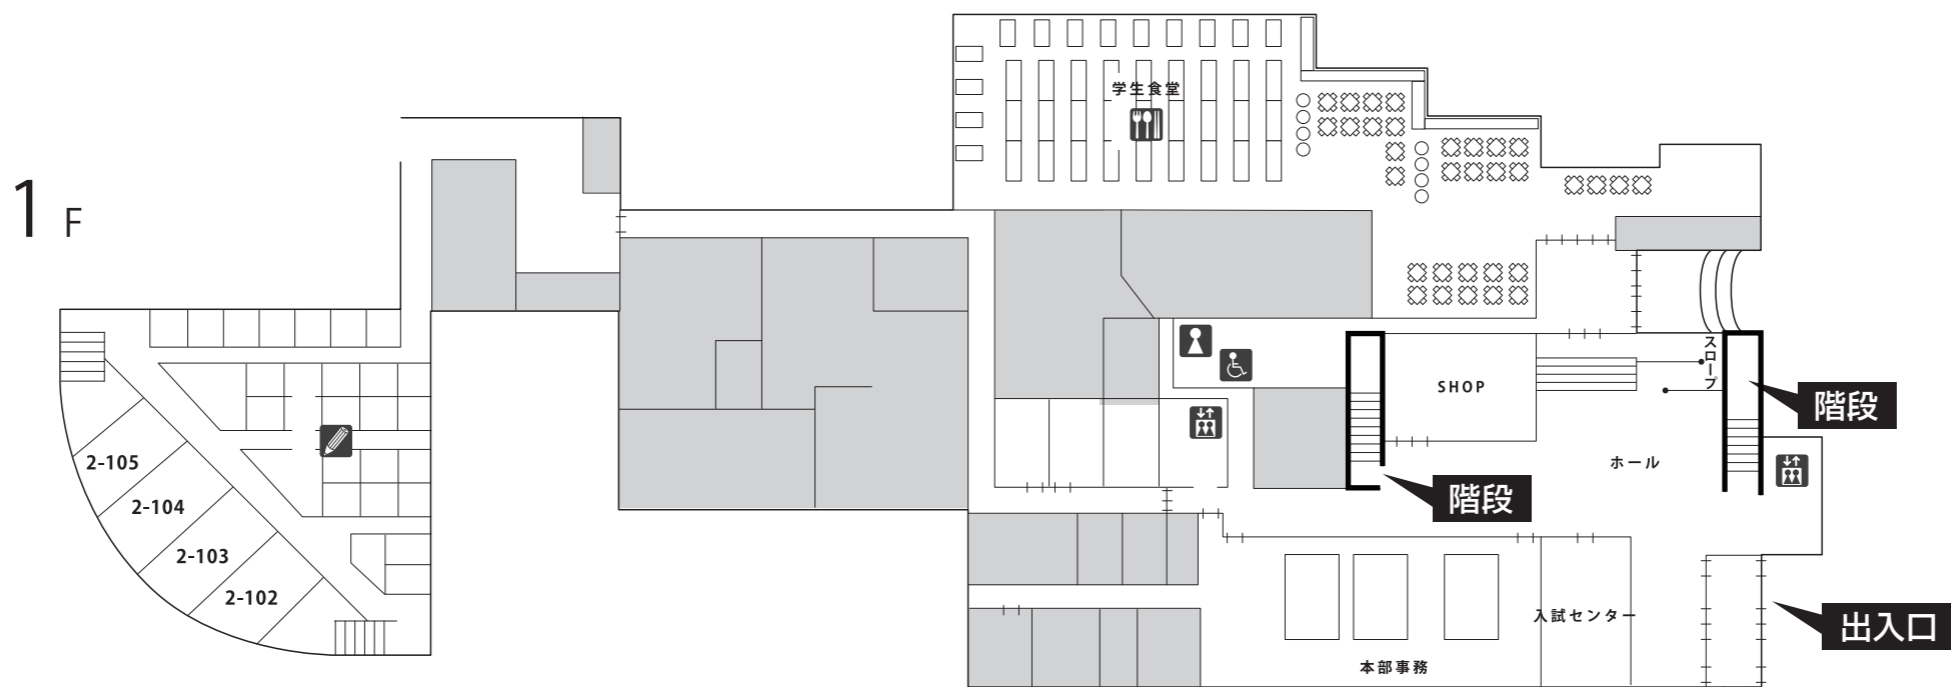 1 F
学生食堂
スロープ
SHOP
階段
ホール
階段
2-105
2-104
2-103
2-102
入試センター
出入口
本部事務